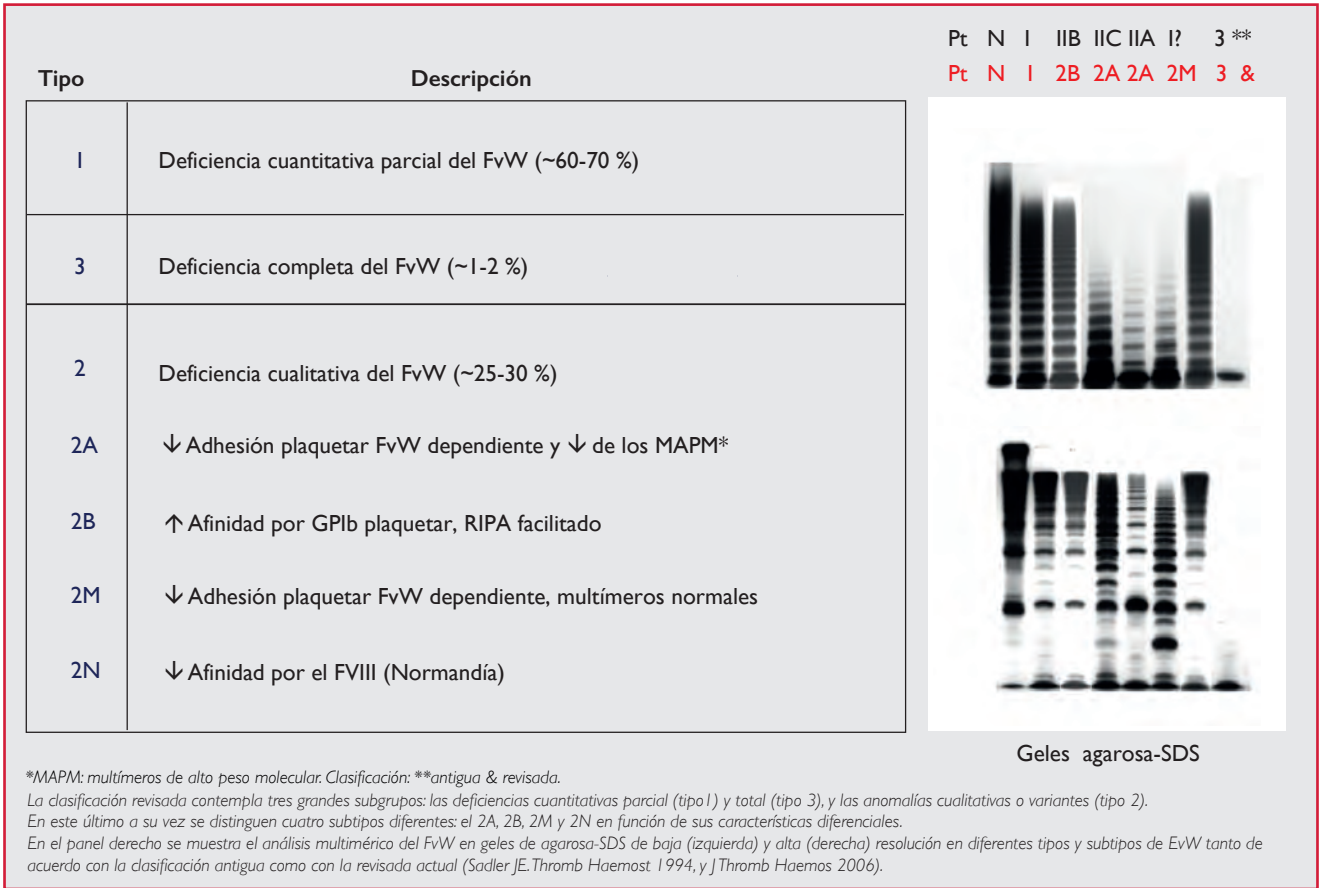 Pt N I IIB IIC IIA I? 3 **
Pt N I 2B 2A 2A 2M 3 &
Tipo Descripción
I Deficiencia cuantitativa parcial del FvW (~60-70 %)
3 Deficiencia completa del FvW (~1-2 %)
2 Deficiencia cualitativa del FvW (~25-30 %)
2A ↓ Adhesión plaquetar FvW dependiente y ↓ de los MAPM*
2B ↑ Afinidad por GPIb plaquetar, RIPA facilitado
2M ↓ Adhesión plaquetar FvW dependiente, multímeros normales
2N ↓ Afinidad por el FVIII (Normandía)
Geles agarosa-SDS
*MAPM: multímeros de alto peso molecular. Clasificación: **antigua & revisada.
La clasificación revisada contempla tres grandes subgrupos: las deficiencias cuantitativas parcial (tipo1) y total (tipo 3), y las anomalías cualitativas o variantes (tipo 2).
En este último a su vez se distinguen cuatro subtipos diferentes: el 2A, 2B, 2M y 2N en función de sus características diferenciales.
En el panel derecho se muestra el análisis multimérico del FvW en geles de agarosa-SDS de baja (izquierda) y alta (derecha) resolución en diferentes tipos y subtipos de EvW tanto de
acuerdo con la clasificación antigua como con la revisada actual (Sadler JE. Thromb Haemost 1994, y J Thromb Haemos 2006).